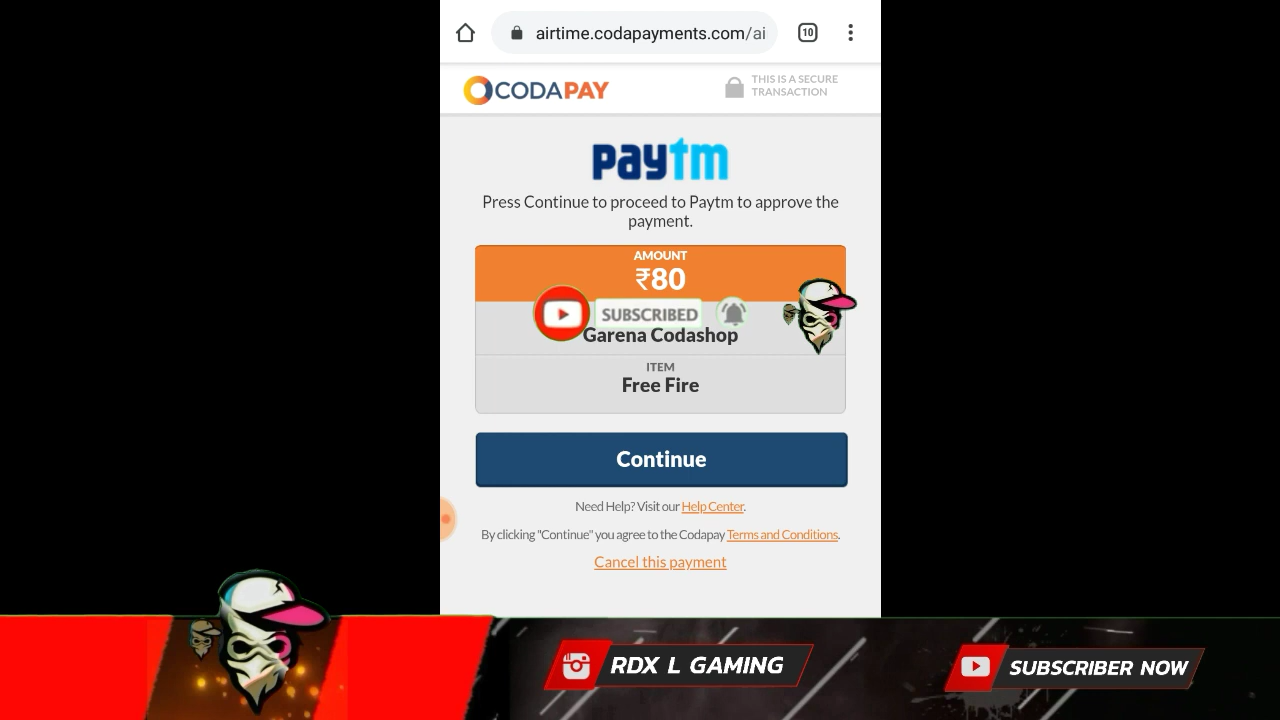 airtime.codapayments.com/ai
10
CODAPAY
THIS IS A SECURE
TRANSACTION
paytm
Press Continue to proceed to Paytm to approve the
payment.
AMOUNT
₹80
SUBSCRIBED
Garena Codashop
ITEM
Free Fire
Continue
Need Help? Visit our Help Center.
By clicking "Continue" you agree to the Codapay Terms and Conditions.
Cancel this payment
RDX L GAMING
SUBSCRIBER NOW